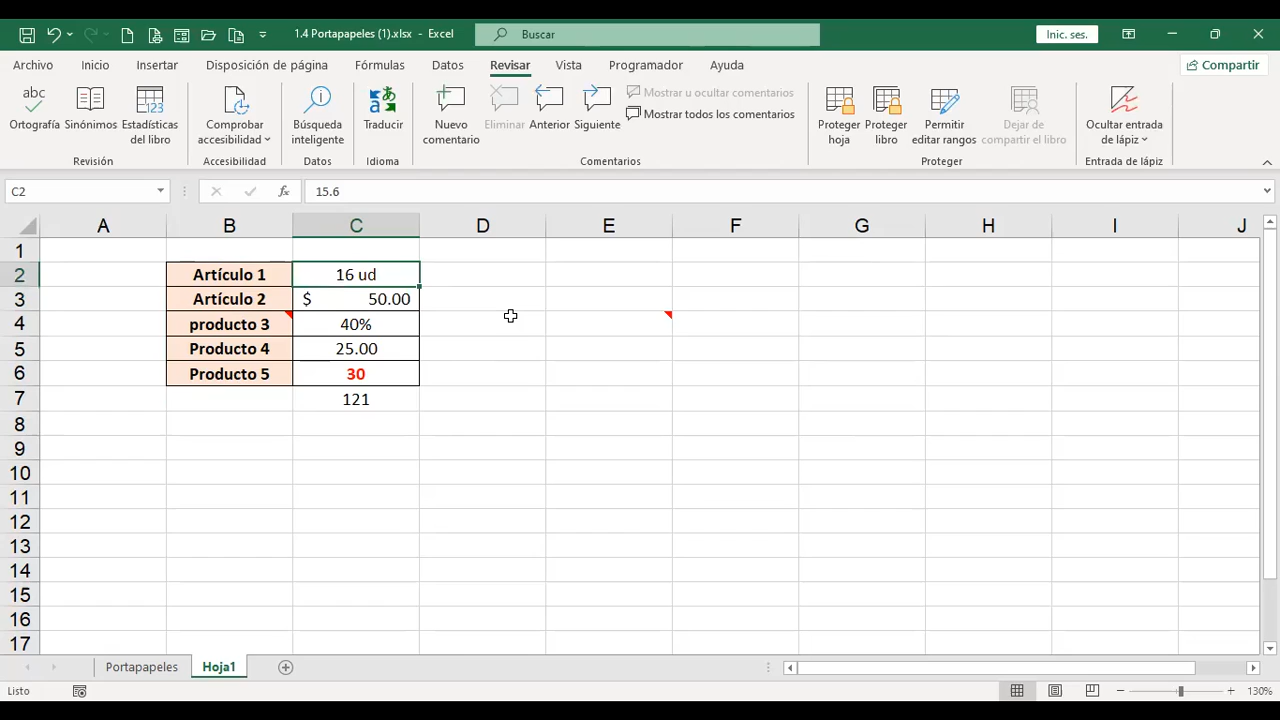 1.4 Portapapeles (1).xlsx - Excel
Buscar
Inic. ses.
Archivo Inicio Insertar Disposición de página Fórmulas Datos Revisar Vista Programador Ayuda
Compartir
abc
Ortografía
Sinónimos
123
Estadísticas
del libro
Revisión
Comprobar
accesibilidad
Accesibilidad
Búsqueda
inteligente
Datos
Traducir
Idioma
Nuevo
comentario
Eliminar
Anterior
Siguiente
Mostrar u ocultar comentarios
Mostrar todos los comentarios
Comentarios
Proteger
hoja
Proteger
libro
Permitir
editar rangos
Dejar de
compartir el libro
Proteger
Ocultar entrada
de lápiz
Entrada de lápiz
C2 fx 15.6
A B C D E F G H I J
1
2 Artículo 1 16 ud
3 Artículo 2 $ 50.00
4 producto 3 40%
5 Producto 4 25.00
6 Producto 5 30
7 121
8
9
10
11
12
13
14
15
16
17
Portapapeles Hoja1
Listo 130%